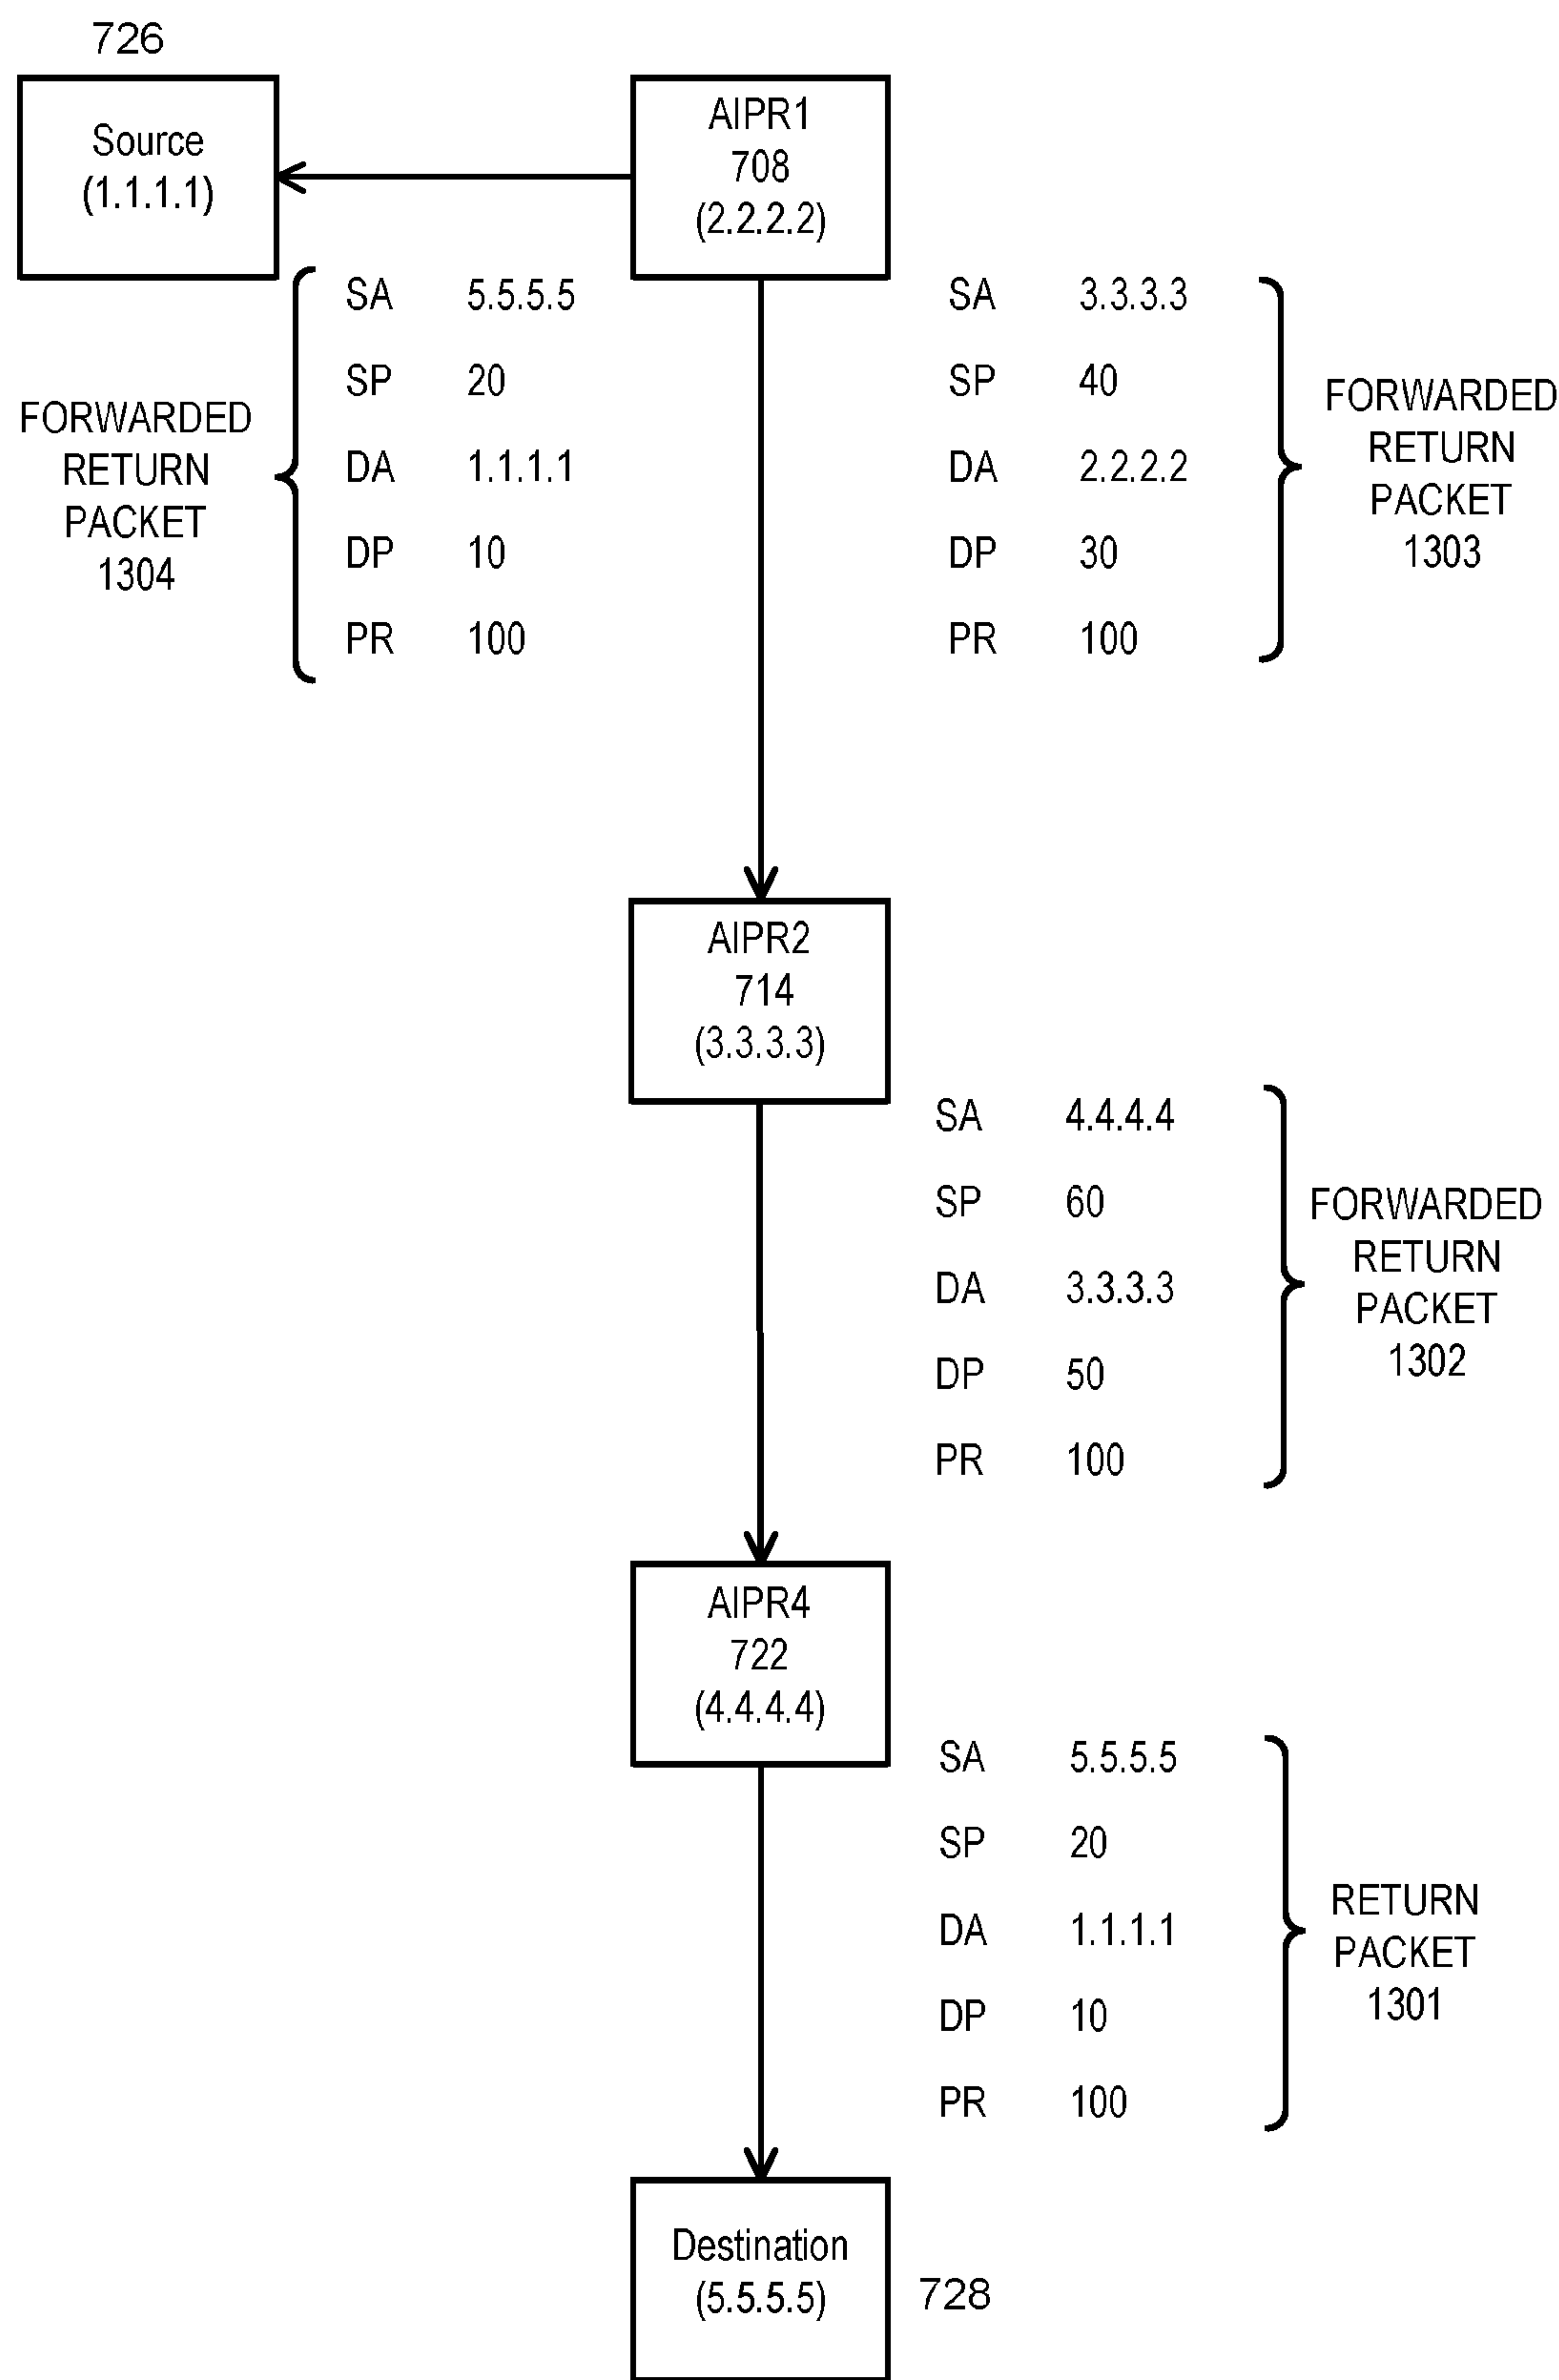 726
Source
(1.1.1.1)
AIPR1
708
(2.2.2.2)
FORWARDED
RETURN
PACKET
1304
SA 5.5.5.5
SP 20
DA 1.1.1.1
DP 10
PR 100
SA 3.3.3.3
SP 40
DA 2.2.2.2
DP 30
PR 100
FORWARDED
RETURN
PACKET
1303
AIPR2
714
(3.3.3.3)
SA 4.4.4.4
SP 60
DA 3.3.3.3
DP 50
PR 100
FORWARDED
RETURN
PACKET
1302
AIPR4
722
(4.4.4.4)
SA 5.5.5.5
SP 20
DA 1.1.1.1
DP 10
PR 100
RETURN
PACKET
1301
Destination
(5.5.5.5)
728